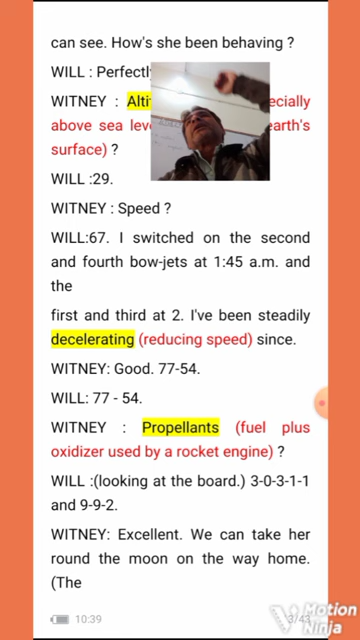 can see. How's she been behaving ?
WILL : Perfectly
WITNEY : Alti ecially
above sea leve earth's
surface) ?
WILL :29.
WITNEY : Speed ?
WILL:67. I switched on the second
and fourth bow-jets at 1:45 a.m. and
the
first and third at 2. I've been steadily
decelerating (reducing speed) since.
WITNEY: Good. 77-54.
WILL: 77 - 54.
WITNEY : Propellants (fuel plus
oxidizer used by a rocket engine) ?
WILL :(looking at the board.) 3-0-3-1-1
and 9-9-2.
WITNEY: Excellent. We can take her
round the moon on the way home.
(The
10:39 3/43
Motion
Ninja